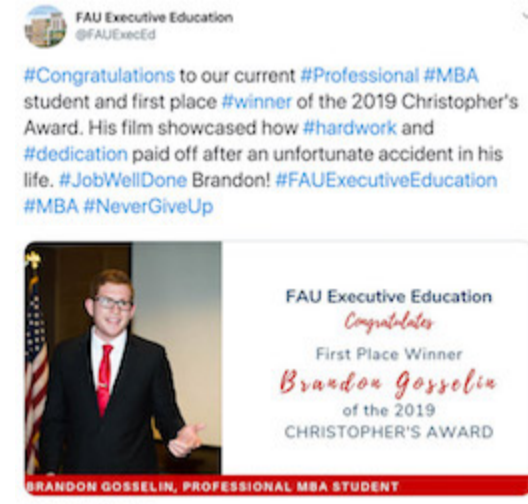 FAU Executive Education
@FAUExecEd
#Congratulations to our current #Professional #MBA
student and first place #winner of the 2019 Christopher's
Award. His film showcased how #hardwork and
#dedication paid off after an unfortunate accident in his
life. #JobWellDone Brandon! #FAUExecutiveEducation
#MBA #NeverGiveUp
FAU Executive Education
Congratulates
First Place Winner
Brandon Gosselin
of the 2019
CHRISTOPHER'S AWARD
BRANDON GOSSELIN, PROFESSIONAL MBA STUDENT